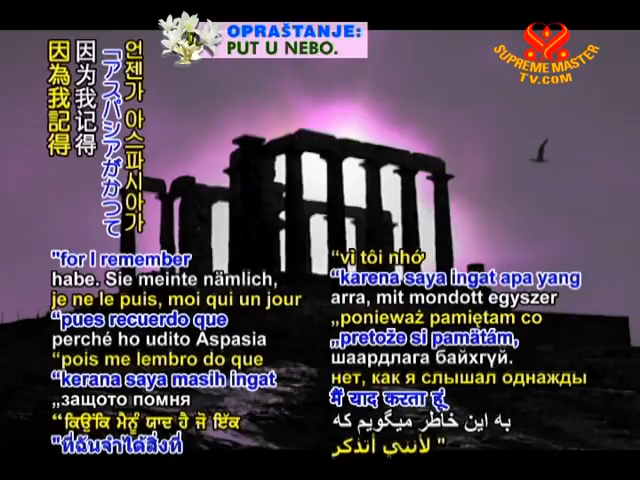 OPRAŠTANJE:
PUT U NEBO.
SUPREME MASTER
TV.COM
언젠가 아스파시아가
「アスパシアがかつて
因为我记得
因為我記得
"for I remember
habe. Sie meinte nämlich,
je ne le puis, moi qui un jour
“pues recuerdo que
perché ho udito Aspasia
“pois me lembro do que
“kerana saya masih ingat
„защото помня
“ਕਿਉਂਕਿ ਮੈਨੂੰ ਯਾਦ ਹੈ ਜੋ ਇੱਕ
"ที่ฉันจำได้สิ่งที่
“vì tôi nhớ
“karena saya ingat apa yang
arra, mit mondott egyszer
„ponieważ pamiętam co
„pretože si pamätám,
шаардлага байхгүй.
нет, как я слышал однажды
मैं याद करता हूं
به این خاطر میگویم که
" لأنني أتذكر